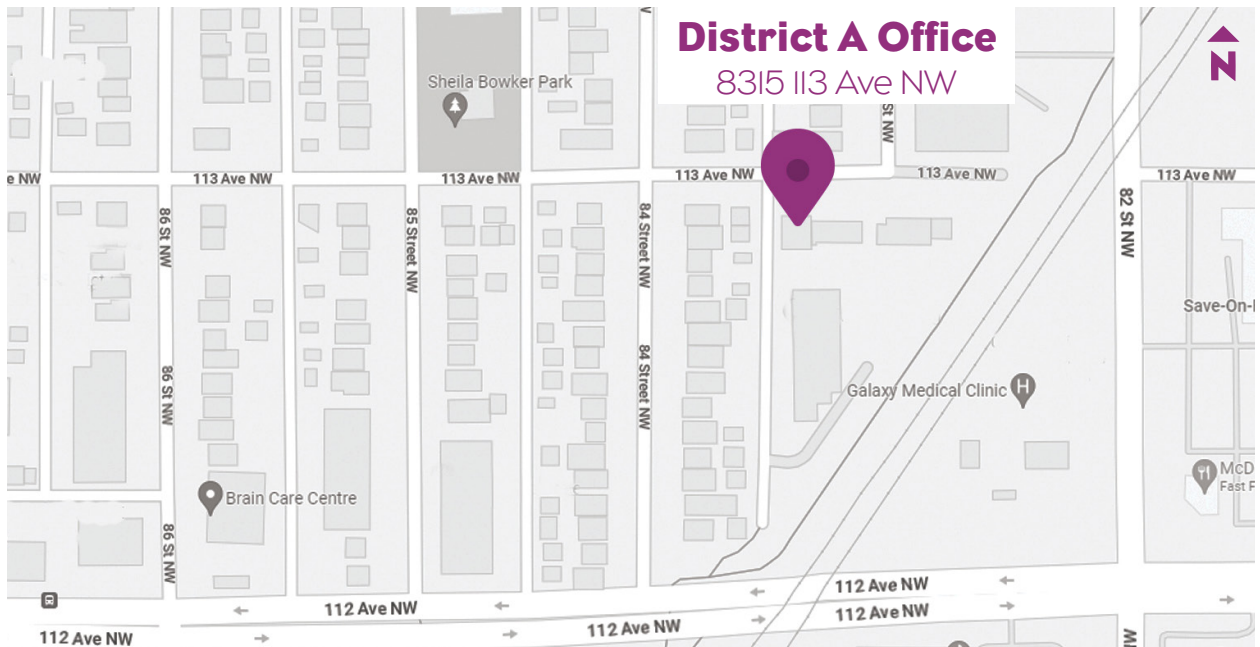 District A Office
8315 113 Ave NW
N
Sheila Bowker Park
St NW
e NW
113 Ave NW
113 Ave NW
113 Ave NW
113 Ave NW
113 Ave NW
86 St NW
85 Street NW
84 Street NW
82 St NW
Save-On-
86 St NW
84 Street NW
Galaxy Medical Clinic
H
McD
Fast F
Brain Care Centre
86 St NW
112 Ave NW
112 Ave NW
112 Ave NW
112 Ave NW
112 Ave NW